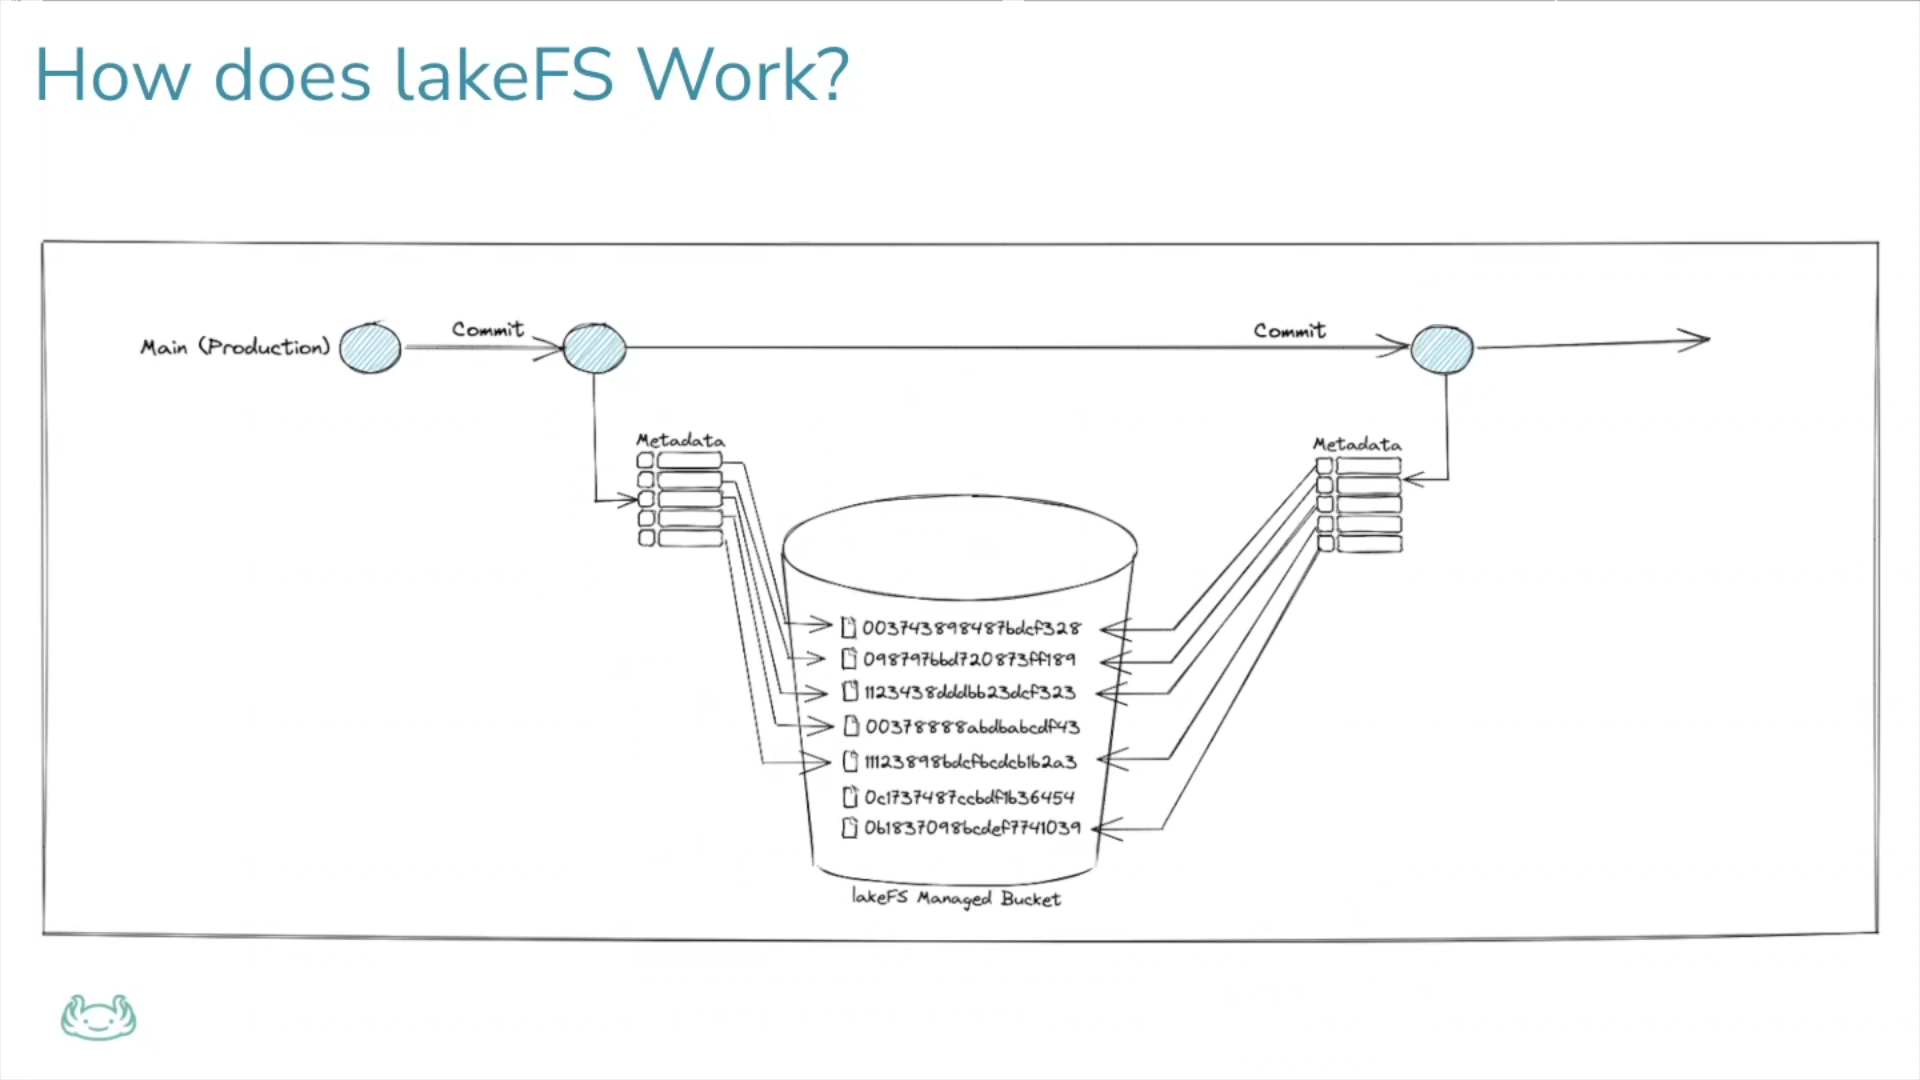 How does lakeFS Work?
Main (Production)
Commit
Commit
Metadata
Metadata
003743898487bdcf328
098797bbd720873ff189
1123438dddbb23dcf323
00378888abdbabcdf43
11123898bdcfbcdcb1b2a3
0c1737487ccbdf1b36454
0b1837098bcdef7741039
lakeFS Managed Bucket